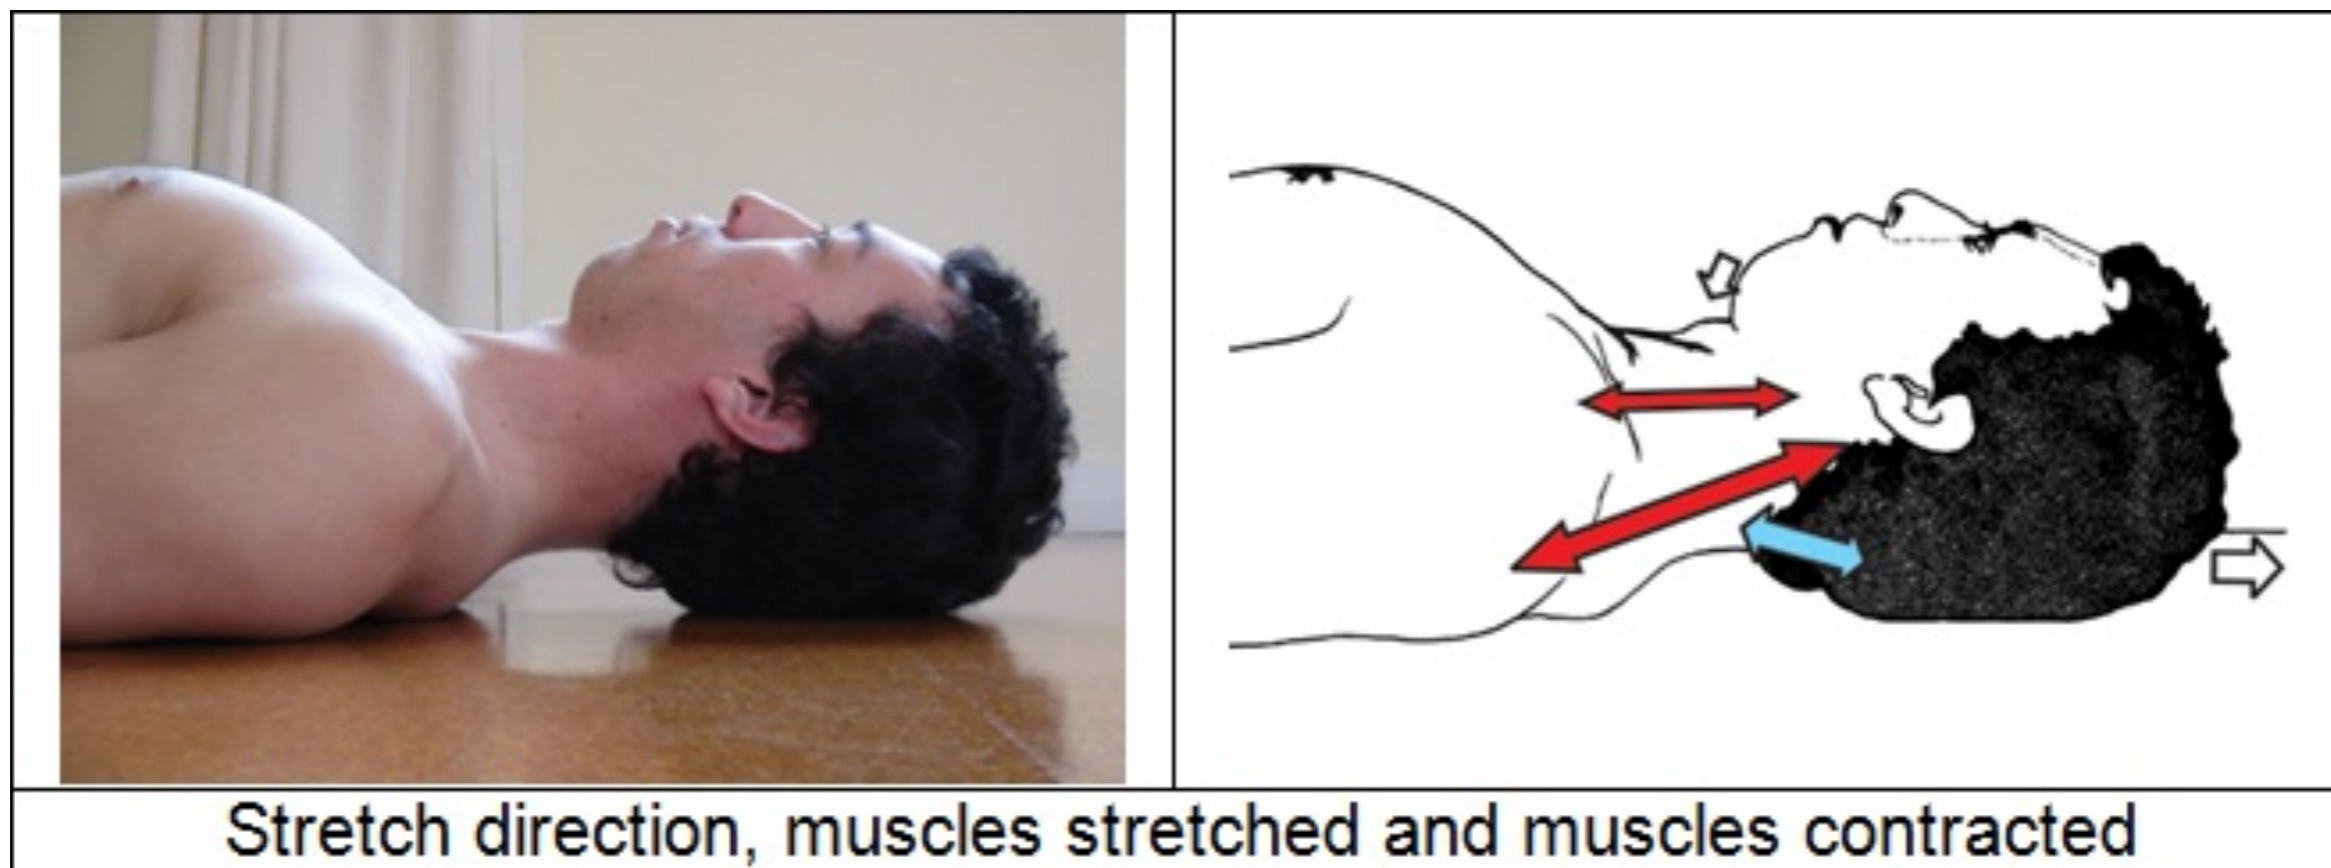 Stretch direction, muscles stretched and muscles contracted